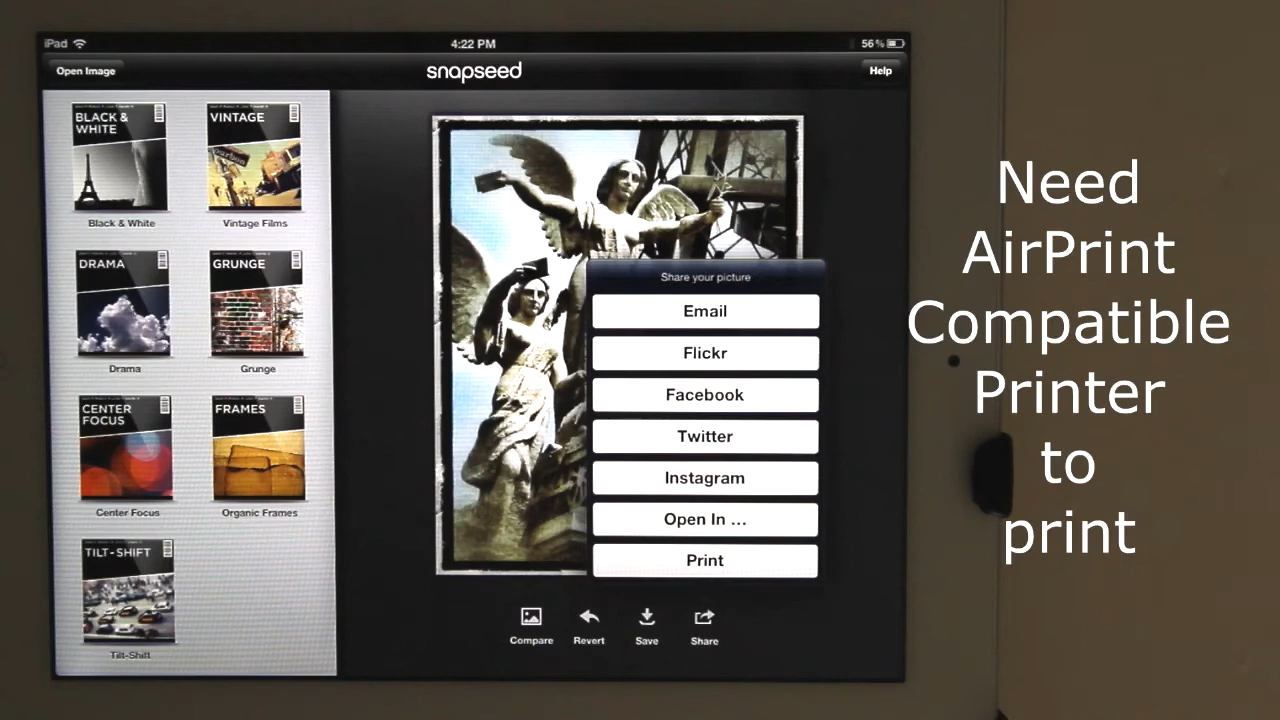 iPad
4:22 PM
56%
Open Image
snapseed
Help
BLACK &
WHITE
Black & White
VINTAGE
Vintage Films
DRAMA
Drama
GRUNGE
Grunge
CENTER
FOCUS
Center Focus
FRAMES
Organic Frames
TILT-SHIFT
Tilt-Shift
Share your picture
Email
Flickr
Facebook
Twitter
Instagram
Open In ...
Print
Compare
Revert
Save
Share
Need
AirPrint
Compatible
Printer
to
print